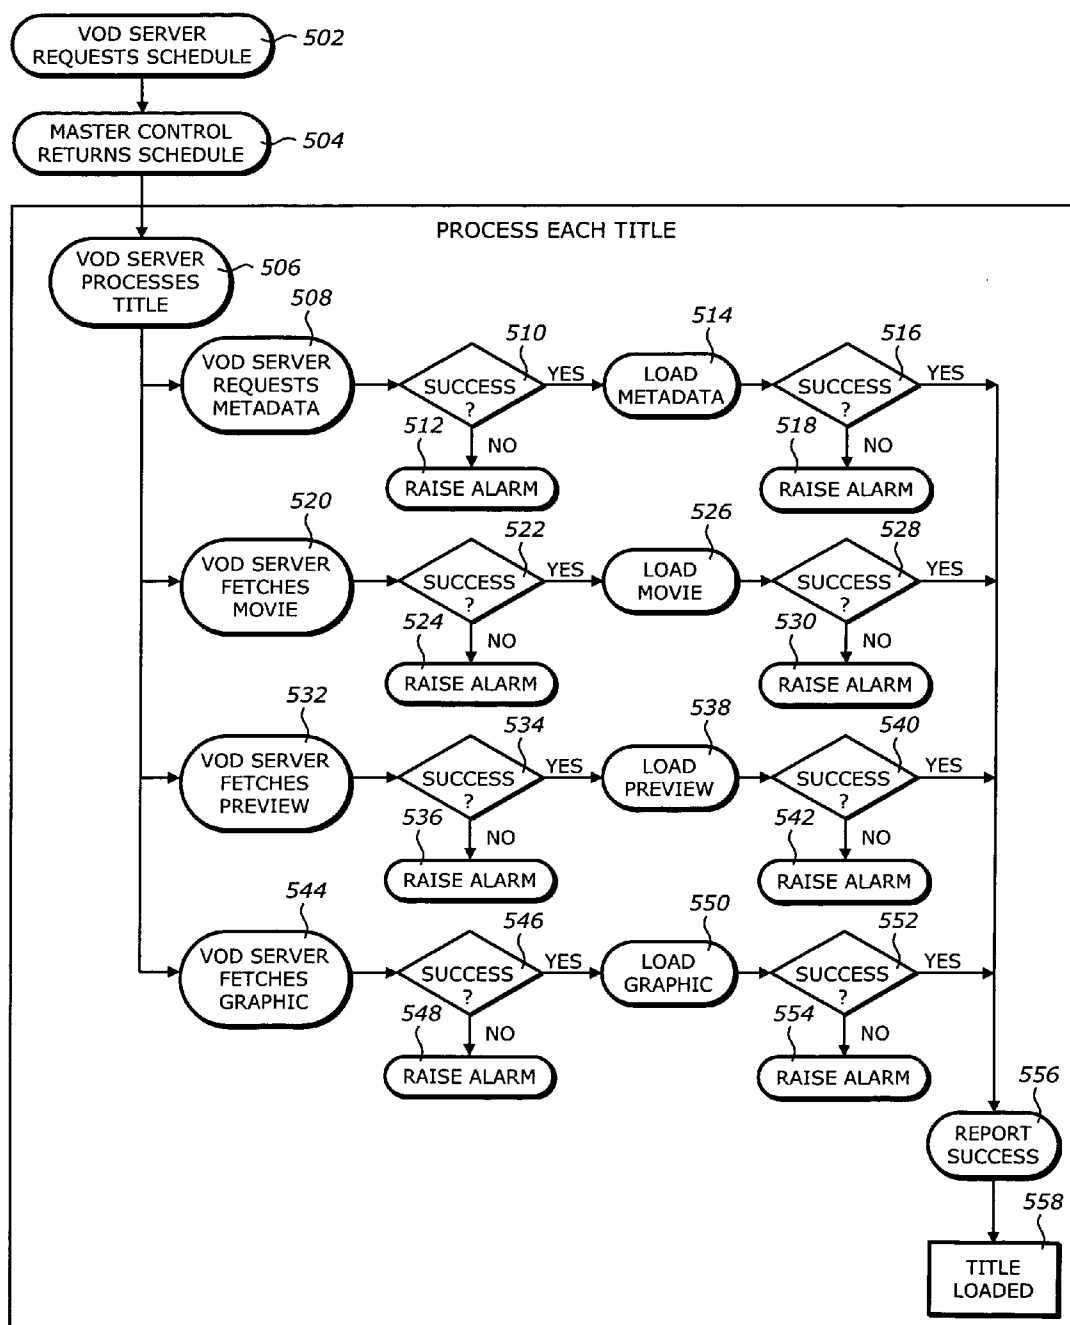 VOD SERVER
REQUESTS SCHEDULE
502
MASTER CONTROL
RETURNS SCHEDULE
504
PROCESS EACH TITLE
VOD SERVER
PROCESSES
TITLE
506
508
VOD SERVER
REQUESTS
METADATA
510
SUCCESS
?
YES
514
LOAD
METADATA
516
SUCCESS
?
YES
512
NO
RAISE ALARM
518
NO
RAISE ALARM
520
VOD SERVER
FETCHES
MOVIE
522
SUCCESS
?
YES
526
LOAD
MOVIE
528
SUCCESS
?
YES
524
NO
RAISE ALARM
530
NO
RAISE ALARM
532
VOD SERVER
FETCHES
PREVIEW
534
SUCCESS
?
YES
538
LOAD
PREVIEW
540
SUCCESS
?
YES
536
NO
RAISE ALARM
542
NO
RAISE ALARM
544
VOD SERVER
FETCHES
GRAPHIC
546
SUCCESS
?
YES
550
LOAD
GRAPHIC
552
SUCCESS
?
YES
548
NO
RAISE ALARM
554
NO
RAISE ALARM
556
REPORT
SUCCESS
558
TITLE
LOADED